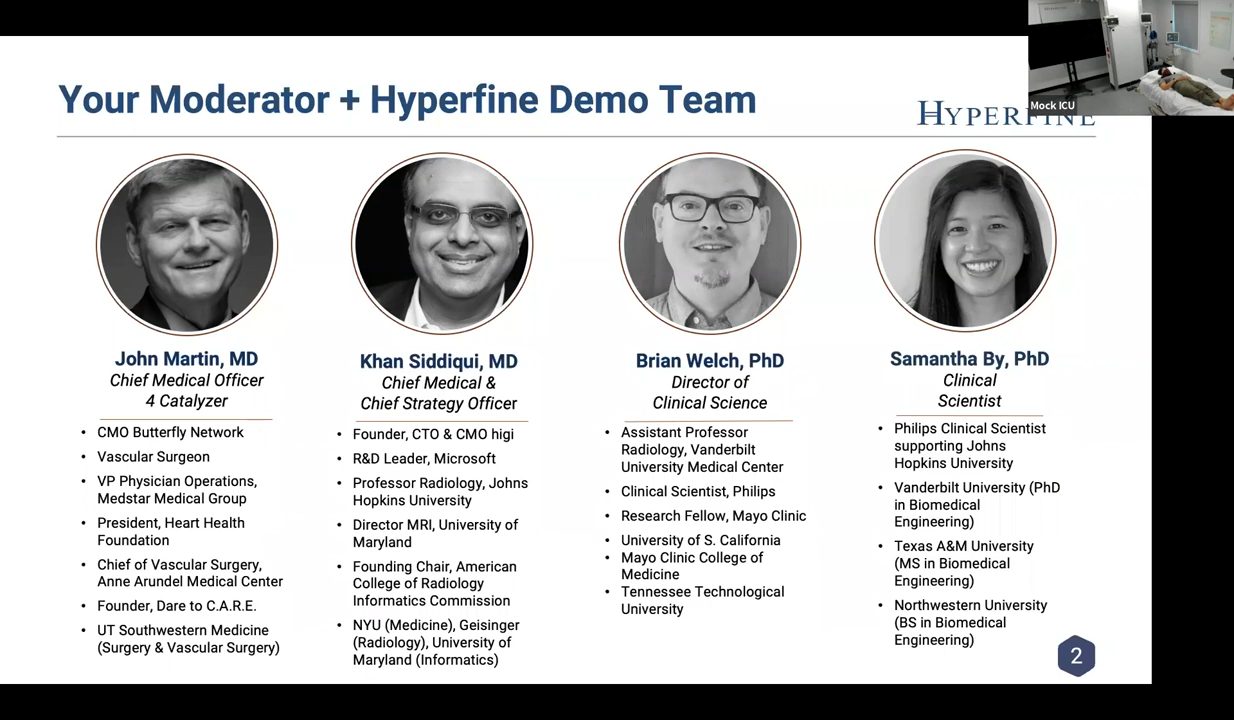 Your Moderator + Hyperfine Demo Team
HYPERFINE
Mock ICU
John Martin, MD
Chief Medical Officer
4 Catalyzer
• CMO Butterfly Network
• Vascular Surgeon
• VP Physician Operations,
Medstar Medical Group
• President, Heart Health
Foundation
• Chief of Vascular Surgery,
Anne Arundel Medical Center
• Founder, Dare to C.A.R.E.
• UT Southwestern Medicine
(Surgery & Vascular Surgery)
Khan Siddiqui, MD
Chief Medical &
Chief Strategy Officer
• Founder, CTO & CMO higi
• R&D Leader, Microsoft
• Professor Radiology, Johns
Hopkins University
• Director MRI, University of
Maryland
• Founding Chair, American
College of Radiology
Informatics Commission
• NYU (Medicine), Geisinger
(Radiology), University of
Maryland (Informatics)
Brian Welch, PhD
Director of
Clinical Science
• Assistant Professor
Radiology, Vanderbilt
University Medical Center
• Clinical Scientist, Philips
• Research Fellow, Mayo Clinic
• University of S. California
• Mayo Clinic College of
Medicine
• Tennessee Technological
University
Samantha By, PhD
Clinical
Scientist
• Philips Clinical Scientist
supporting Johns
Hopkins University
• Vanderbilt University (PhD
in Biomedical
Engineering)
• Texas A&M University
(MS in Biomedical
Engineering)
• Northwestern University
(BS in Biomedical
Engineering)
2